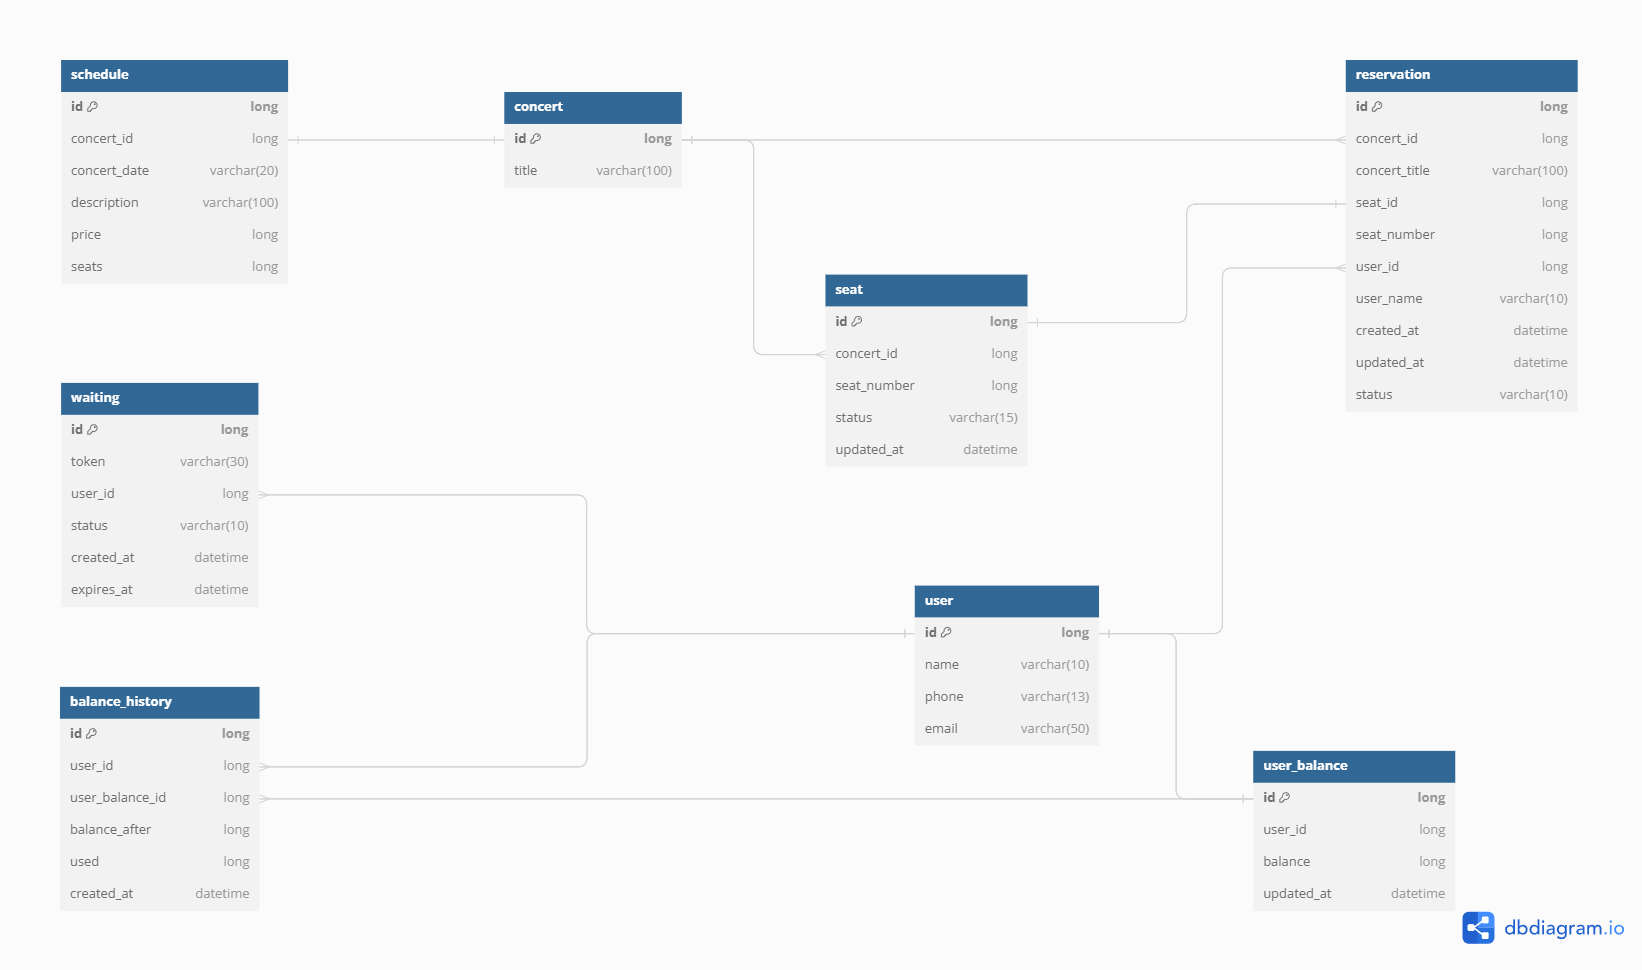 schedule
id long
concert_id long
concert_date varchar(20)
description varchar(100)
price long
seats long
concert
id long
title varchar(100)
reservation
id long
concert_id long
concert_title varchar(100)
seat_id long
seat_number long
user_id long
user_name varchar(10)
created_at datetime
updated_at datetime
status varchar(10)
seat
id long
concert_id long
seat_number long
status varchar(15)
updated_at datetime
waiting
id long
token varchar(30)
user_id long
status varchar(10)
created_at datetime
expires_at datetime
user
id long
name varchar(10)
phone varchar(13)
email varchar(50)
balance_history
id long
user_id long
user_balance_id long
balance_after long
used long
created_at datetime
user_balance
id long
user_id long
balance long
updated_at datetime
dbdiagram.io